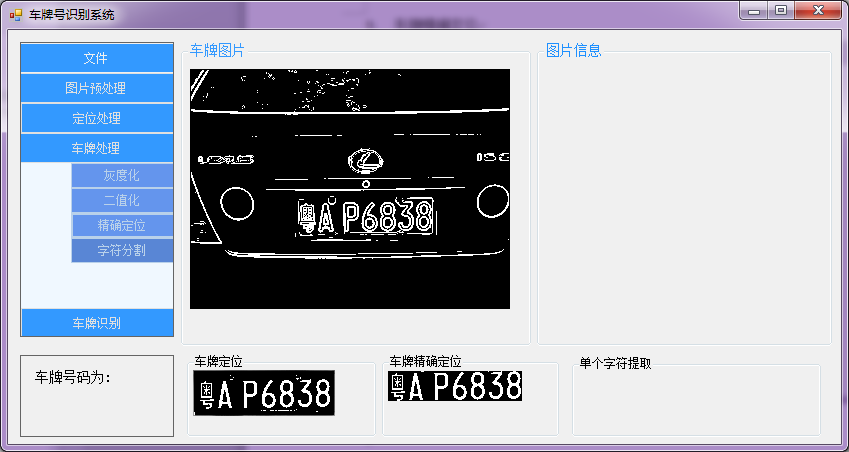 车牌号识别系统
文件
图片预处理
定位处理
车牌处理
灰度化
二值化
精确定位
字符分割
车牌识别
车牌图片
粤A P6838
图片信息
车牌号码为:
车牌定位
粤A P6838
车牌精确定位
粤A P6838
单个字符提取